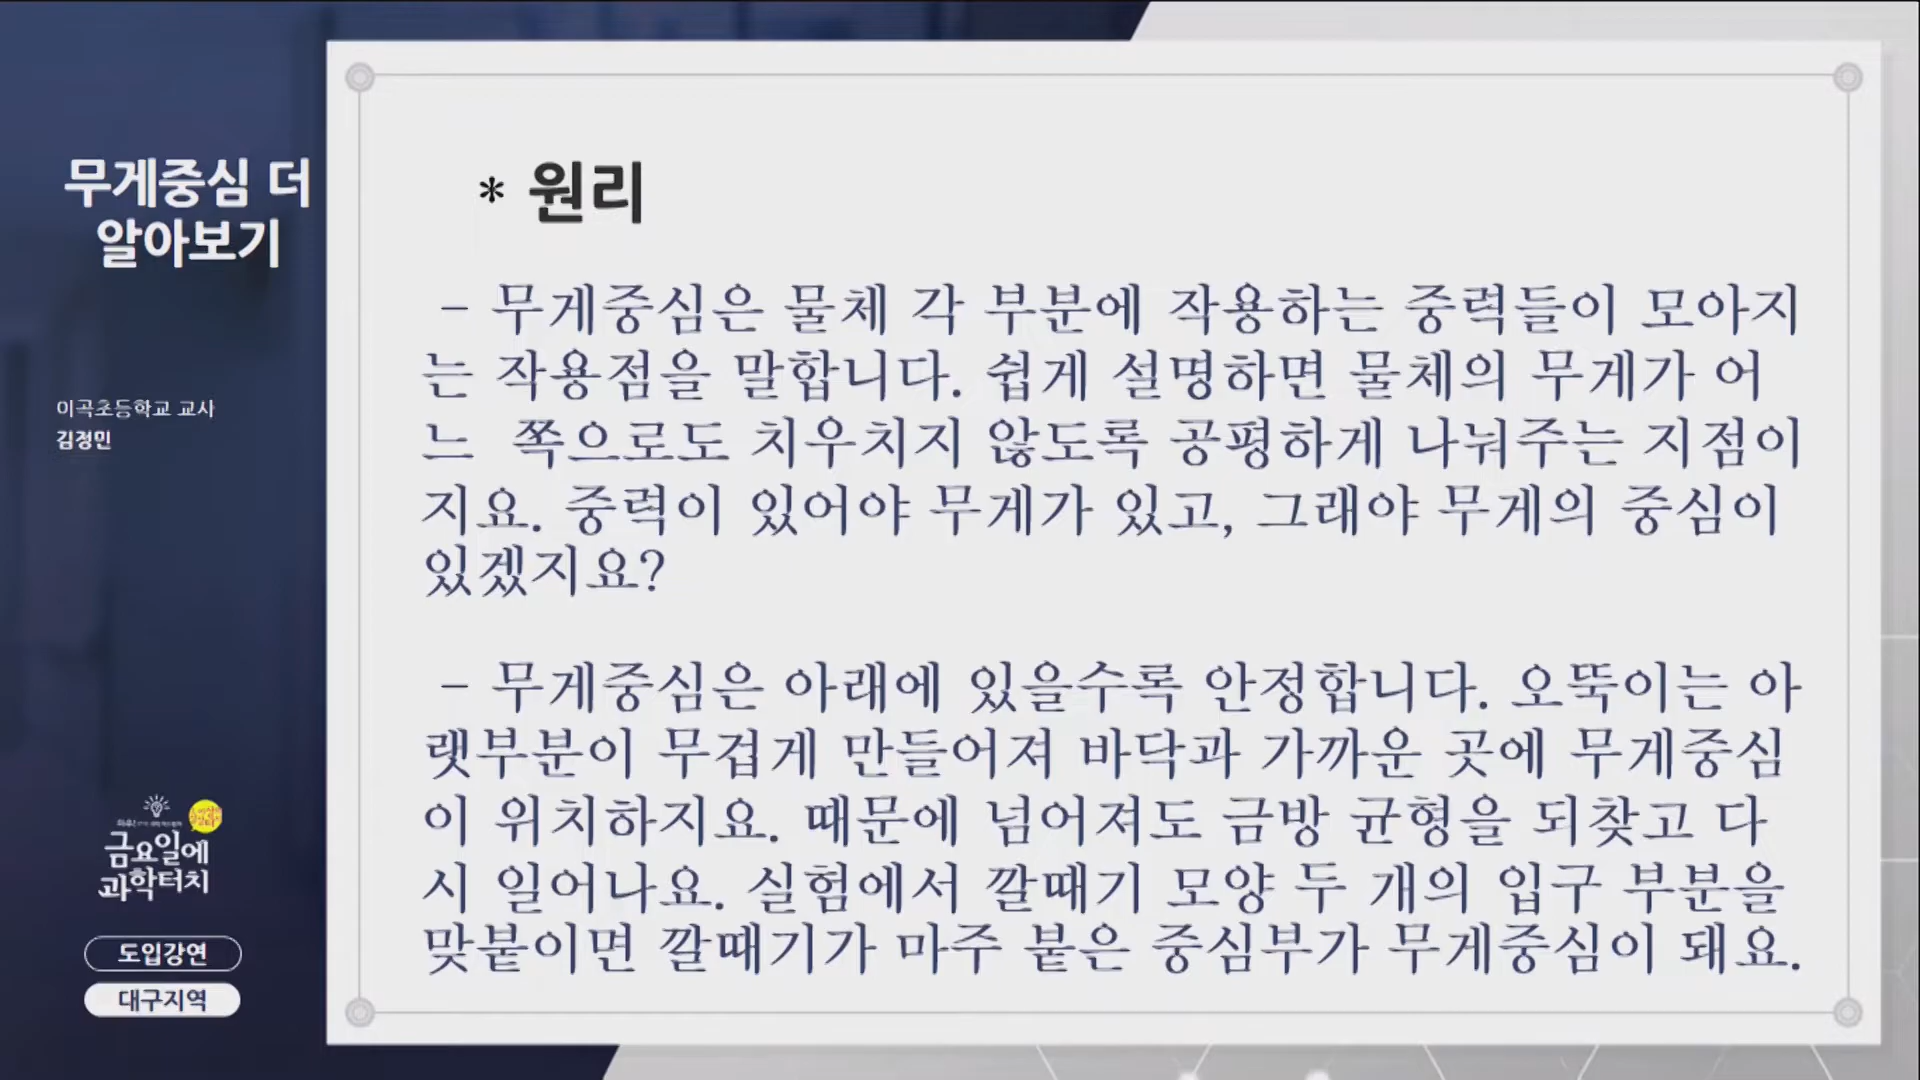 무게중심 더
알아보기
이곡초등학교 교사
김정민
금요일에
과학터치
도입강연
대구지역
* 원리
- 무게중심은 물체 각 부분에 작용하는 중력들이 모아지
는 작용점을 말합니다. 쉽게 설명하면 물체의 무게가 어
느 쪽으로도 치우치지 않도록 공평하게 나눠주는 지점이
지요. 중력이 있어야 무게가 있고, 그래야 무게의 중심이
있겠지요?
- 무게중심은 아래에 있을수록 안정합니다. 오뚝이는 아
랫부분이 무겁게 만들어져 바닥과 가까운 곳에 무게중심
이 위치하지요. 때문에 넘어져도 금방 균형을 되찾고 다
시 일어나요. 실험에서 깔때기 모양 두 개의 입구 부분을
맞붙이면 깔때기가 마주 붙은 중심부가 무게중심이 돼요.